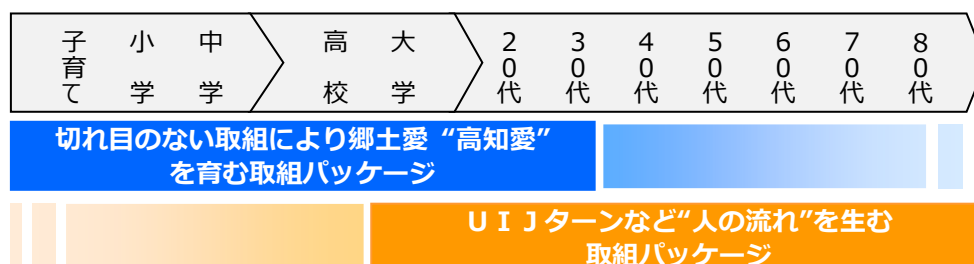 子育て
小学
中学
高校
大学
20代
30代
40代
50代
60代
70代
80代
切れ目のない取組により郷土愛“高知愛”
を育む取組パッケージ
ＵＩＪターンなど“人の流れ”を生む
取組パッケージ